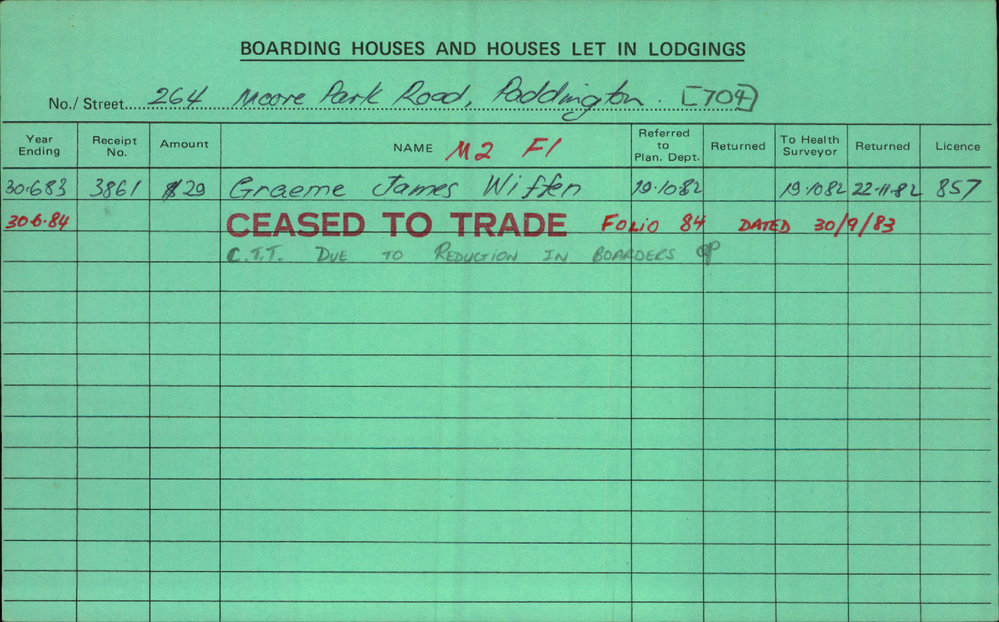 BOARDING HOUSES AND HOUSES LET IN LODGINGS
No./ Street 264 Moore Park Road, Paddington. [704]
Year Ending Receipt No. Amount NAME M2 F1 Referred to Plan. Dept. Returned To Health Surveyor Returned Licence
30·6·83 3861 $29 Graeme James Wiffen 19·10·82 19·10·82 22·11·82 857
30·6·84 CEASED TO TRADE FOLIO 84 DATED 30/9/83
C.T.T. DUE TO REDUCTION IN BOARDERS